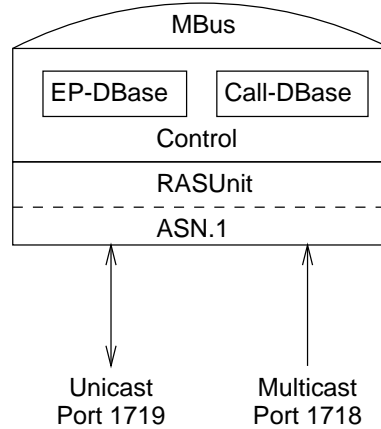 MBus
EP-DBase
Call-DBase
Control
RASUnit
ASN.1
Unicast
Port 1719
Multicast
Port 1718